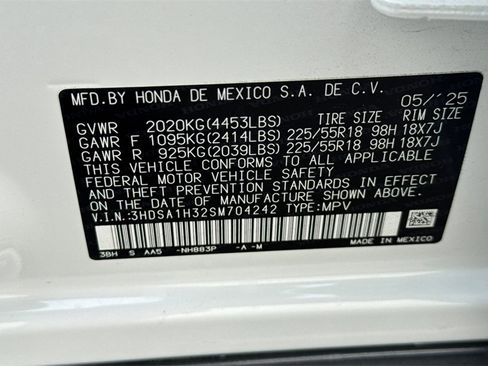 MFD.BY HONDA DE MEXICO S.A. DE C.V. 05/'25
GVWR 2020KG(4453LBS) TIRE SIZE RIM SIZE
GAWR F 1095KG(2414LBS) 225/55R18 98H 18X7J
GAWR R 925KG(2039LBS) 225/55R18 98H 18X7J
THIS VEHICLE CONFORMS TO ALL APPLICABLE
FEDERAL MOTOR VEHICLE SAFETY, BUMPER,
AND THEFT PREVENTION STANDARDS IN EFFECT
ON THE DATE OF MANUFACTURE SHOWN ABOVE.
V.I.N.:3HDSA1H32SM704242 TYPE:MPV
3BH S AA5 -NH883P -A-M MADE IN MEXICO